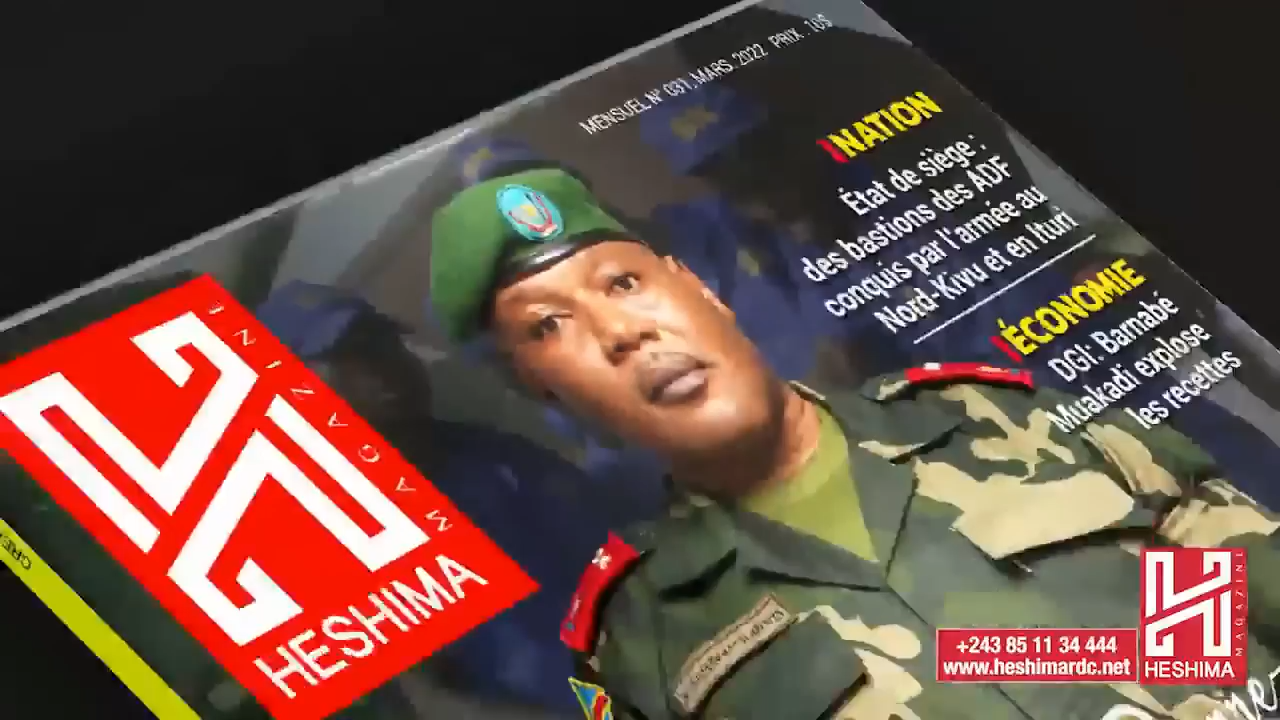 MENSUEL N° 031. MARS. 2022 PRIX : 10$
NATION
État de siège :
des bastions des ADF
conquis par l'armée au
Nord-Kivu et en Ituri
ÉCONOMIE
DGI: Barnabé
Muakadi explose
les recettes
MAGAZINE
HESHIMA
+243 85 11 34 444
www.heshimardc.net
MAGAZINE
HESHIMA